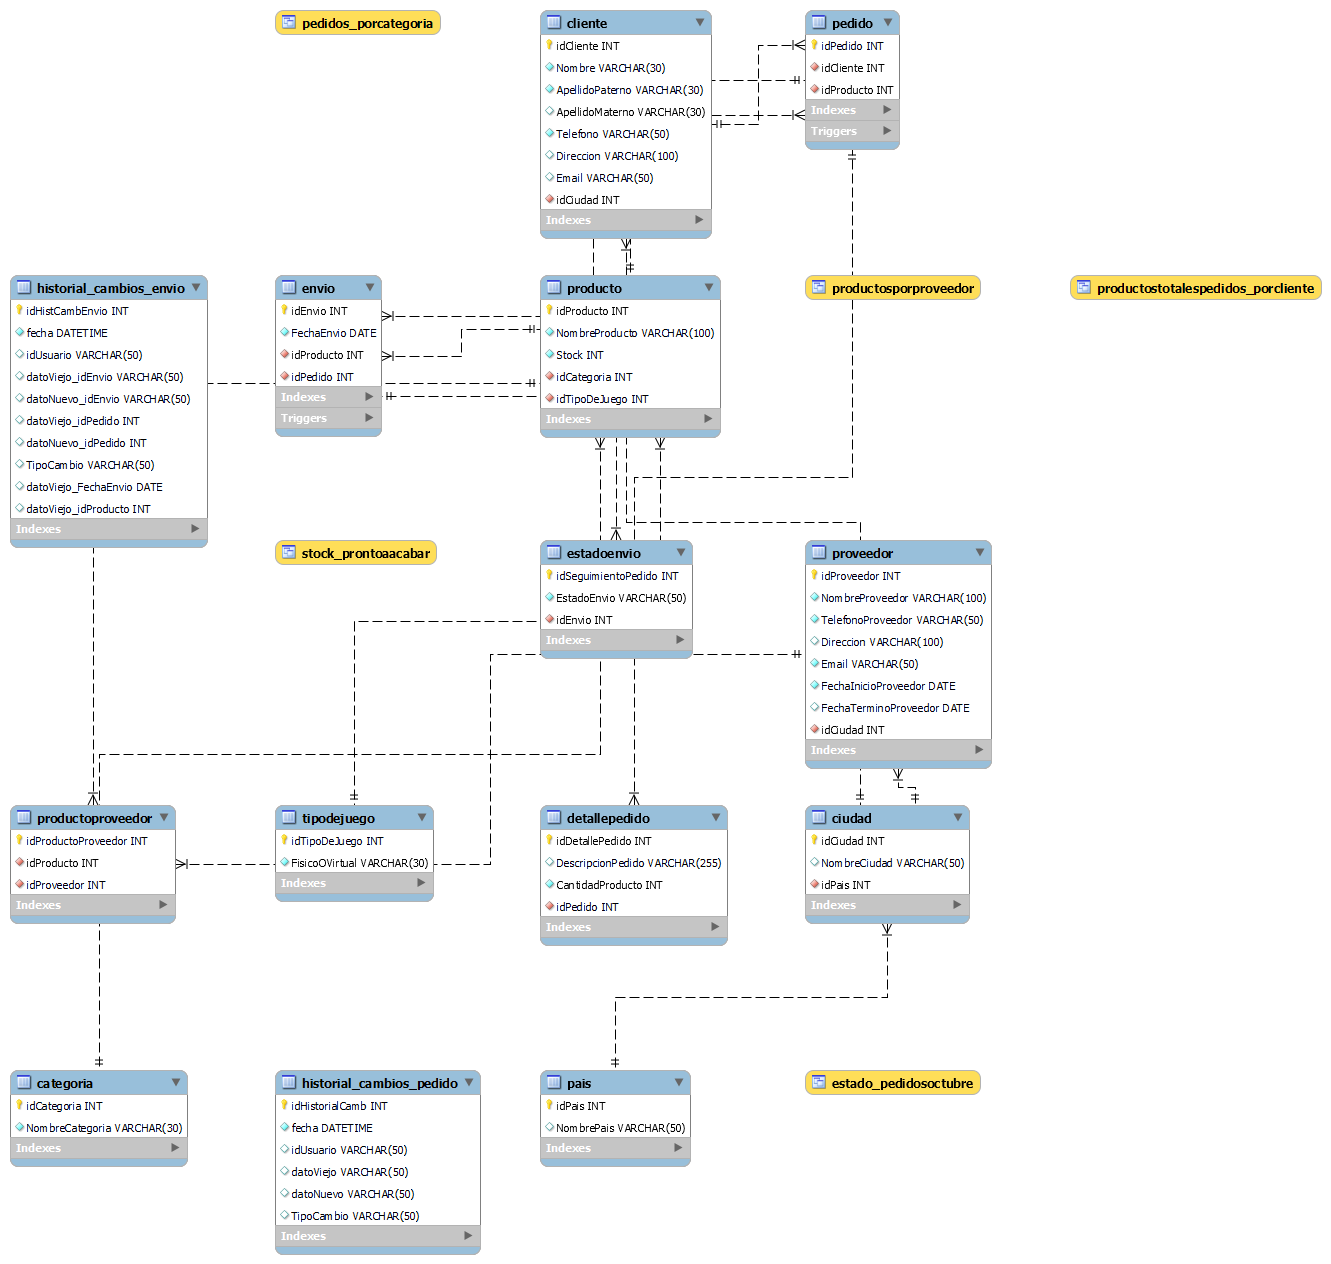 pedidos_porcategoria
cliente
idCliente INT
Nombre VARCHAR(30)
ApellidoPaterno VARCHAR(30)
ApellidoMaterno VARCHAR(30)
Telefono VARCHAR(50)
Direccion VARCHAR(100)
Email VARCHAR(50)
idCiudad INT
Indexes
pedido
idPedido INT
idCliente INT
idProducto INT
Indexes
Triggers
historial_cambios_envio
idHistCambEnvio INT
fecha DATETIME
idUsuario VARCHAR(50)
datoViejo_idEnvio VARCHAR(50)
datoNuevo_idEnvio VARCHAR(50)
datoViejo_idPedido INT
datoNuevo_idPedido INT
TipoCambio VARCHAR(50)
datoViejo_FechaEnvio DATE
datoViejo_idProducto INT
Indexes
envio
idEnvio INT
FechaEnvio DATE
idProducto INT
idPedido INT
Indexes
Triggers
producto
idProducto INT
NombreProducto VARCHAR(100)
Stock INT
idCategoria INT
idTipoDeJuego INT
Indexes
productosporproveedor
productostotalespedidos_porcliente
stock_prontoaacabar
estadoenvio
idSeguimientoPedido INT
EstadoEnvio VARCHAR(50)
idEnvio INT
Indexes
proveedor
idProveedor INT
NombreProveedor VARCHAR(100)
TelefonoProveedor VARCHAR(50)
Direccion VARCHAR(100)
Email VARCHAR(50)
FechaInicioProveedor DATE
FechaTerminoProveedor DATE
idCiudad INT
Indexes
productoproveedor
idProductoProveedor INT
idProducto INT
idProveedor INT
Indexes
tipodejuego
idTipoDeJuego INT
FisicoOVirtual VARCHAR(30)
Indexes
detallepedido
idDetallePedido INT
DescripcionPedido VARCHAR(255)
CantidadProducto INT
idPedido INT
Indexes
ciudad
idCiudad INT
NombreCiudad VARCHAR(50)
idPais INT
Indexes
categoria
idCategoria INT
NombreCategoria VARCHAR(30)
Indexes
historial_cambios_pedido
idHistorialCamb INT
fecha DATETIME
idUsuario VARCHAR(50)
datoViejo VARCHAR(50)
datoNuevo VARCHAR(50)
TipoCambio VARCHAR(50)
Indexes
pais
idPais INT
NombrePais VARCHAR(50)
Indexes
estado_pedidosoctubre